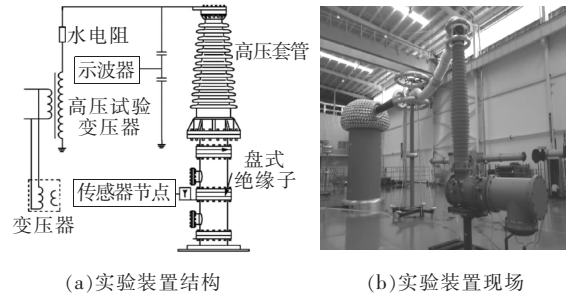 水电阻
示波器
高压套管
高压试验
变压器
盘式
绝缘子
传感器节点
变压器
(a)实验装置结构
(b)实验装置现场